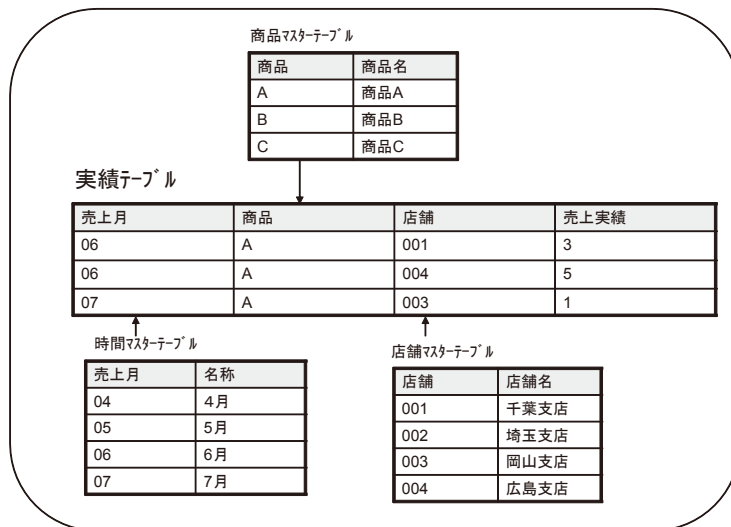 商品ﾏｽﾀｰﾃｰﾌﾞﾙ
商品 商品名
A 商品A
B 商品B
C 商品C
実績ﾃｰﾌﾞﾙ
売上月 商品 店舗 売上実績
06 A 001 3
06 A 004 5
07 A 003 1
時間ﾏｽﾀｰﾃｰﾌﾞﾙ
売上月 名称
04 4月
05 5月
06 6月
07 7月
店舗ﾏｽﾀｰﾃｰﾌﾞﾙ
店舗 店舗名
001 千葉支店
002 埼玉支店
003 岡山支店
004 広島支店